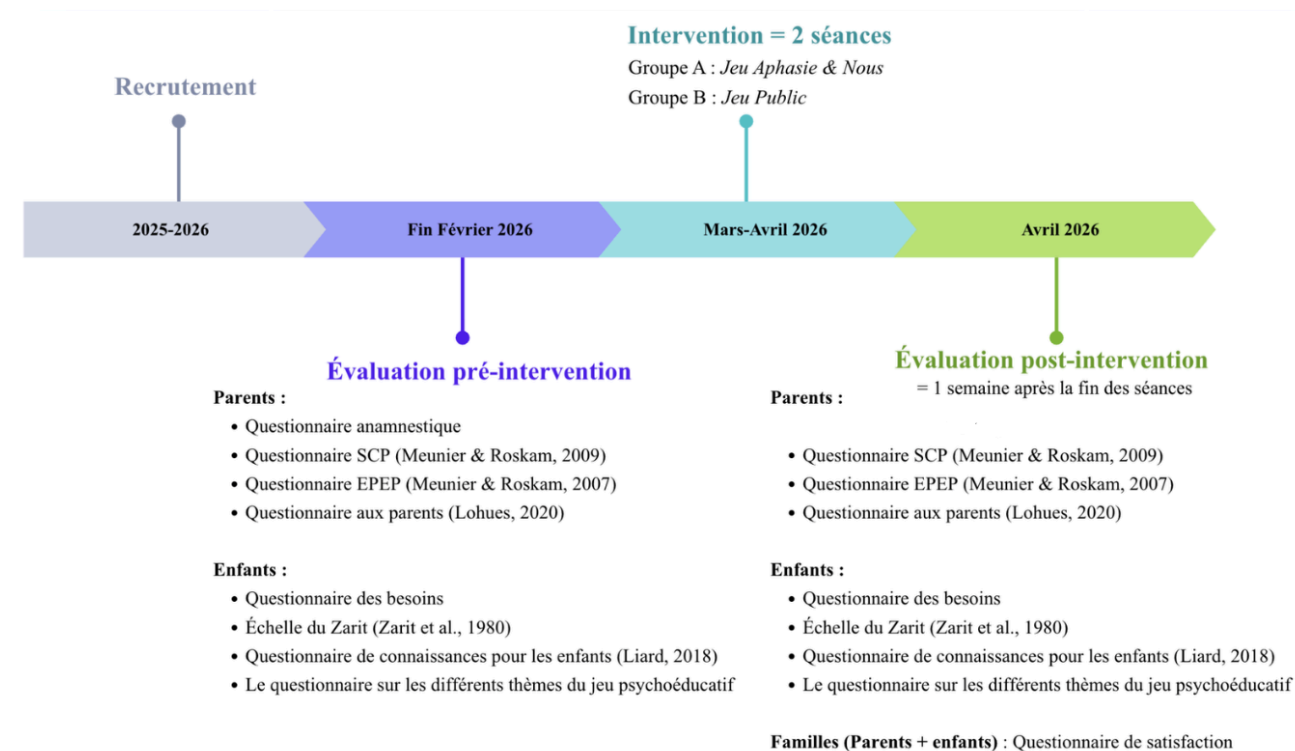 Intervention = 2 séances
Groupe A : Jeu Aphasie & Nous
Groupe B : Jeu Public
Recrutement
2025-2026
Fin Février 2026
Mars-Avril 2026
Avril 2026
Évaluation pré-intervention
Parents :
• Questionnaire anamnestique
• Questionnaire SCP (Meunier & Roskam, 2009)
• Questionnaire EPEP (Meunier & Roskam, 2007)
• Questionnaire aux parents (Lohues, 2020)
Enfants :
• Questionnaire des besoins
• Échelle du Zarit (Zarit et al., 1980)
• Questionnaire de connaissances pour les enfants (Liard, 2018)
• Le questionnaire sur les différents thèmes du jeu psychoéducatif
Évaluation post-intervention
= 1 semaine après la fin des séances
Parents :
• Questionnaire SCP (Meunier & Roskam, 2009)
• Questionnaire EPEP (Meunier & Roskam, 2007)
• Questionnaire aux parents (Lohues, 2020)
Enfants :
• Questionnaire des besoins
• Échelle du Zarit (Zarit et al., 1980)
• Questionnaire de connaissances pour les enfants (Liard, 2018)
• Le questionnaire sur les différents thèmes du jeu psychoéducatif
Familles (Parents + enfants) : Questionnaire de satisfaction